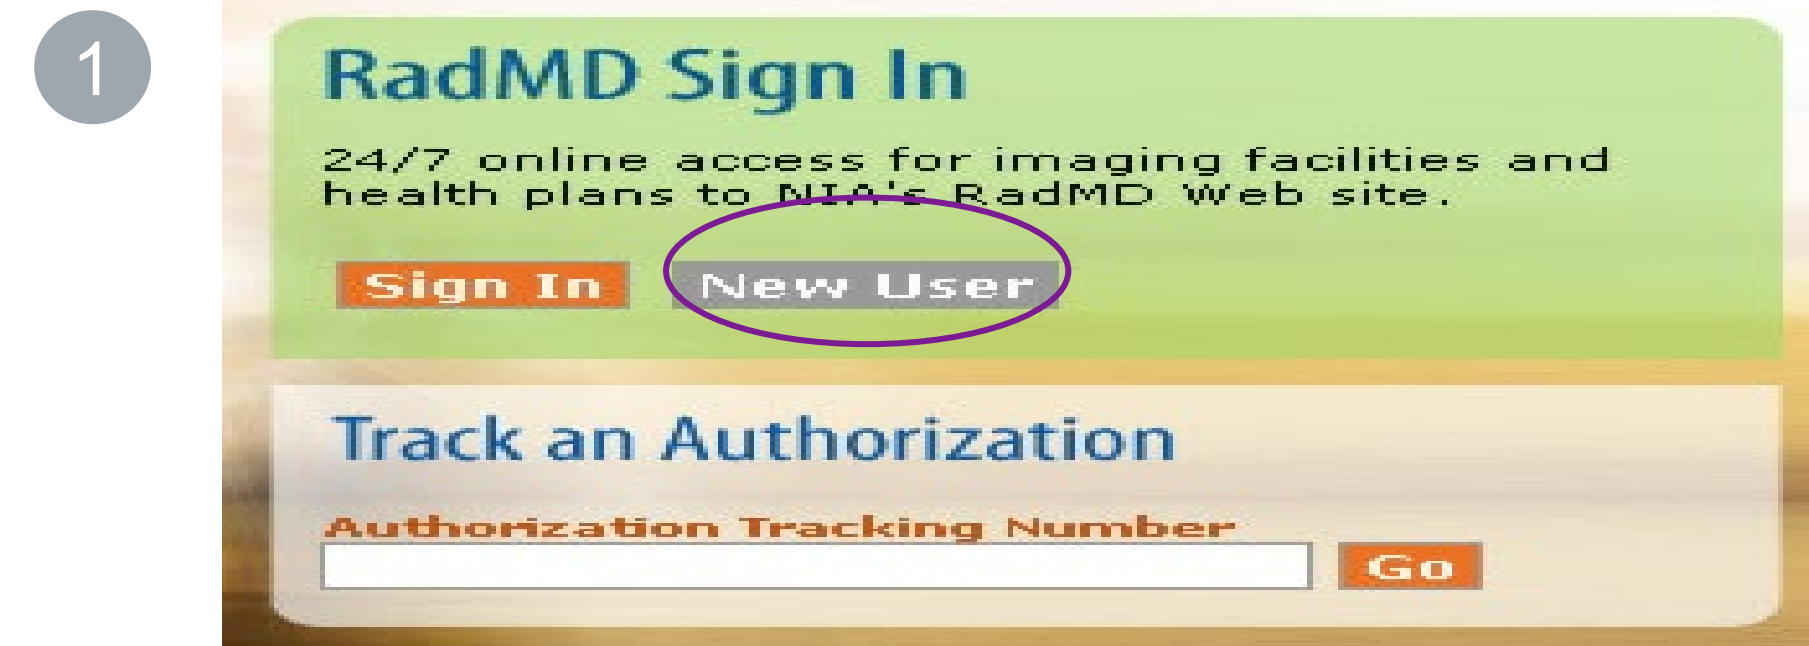 1
RadMD Sign In
24/7 online access for imaging facilities and
health plans to NIA's RadMD Web site.
Sign In New User
Track an Authorization
Authorization Tracking Number
Go